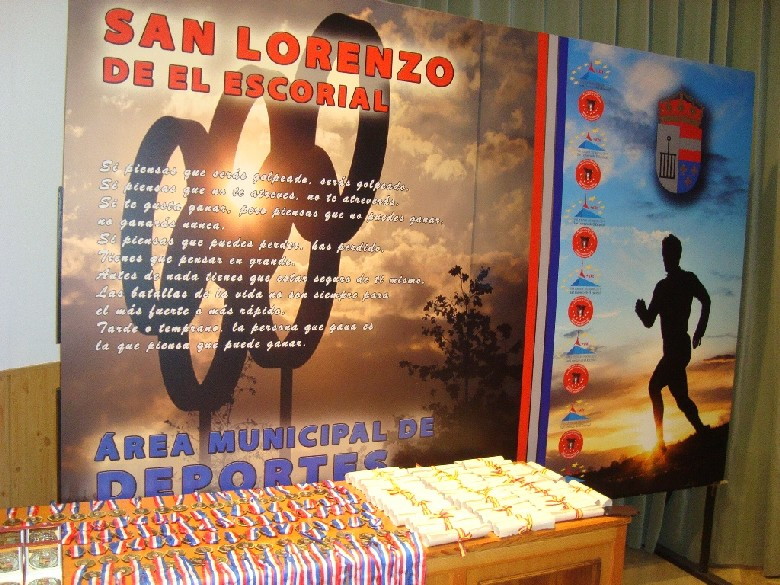 SAN LORENZO
DE EL ESCORIAL
Si piensas que serás golpeado, serás golpeado.
Si piensas que no te atreves, no te atreverás.
Si te gusta ganar, pero piensas que no puedes ganar,
no ganarás nunca.
Si piensas que puedes perder, has perdido.
Tienes que pensar en grande.
Antes de nada tienes que estar seguro de ti mismo.
Las batallas de la vida no son siempre para
el más fuerte o más rápido.
Tarde o temprano, la persona que gana es
la que piensa que puede ganar.
ÁREA MUNICIPAL DE
DEPORTES